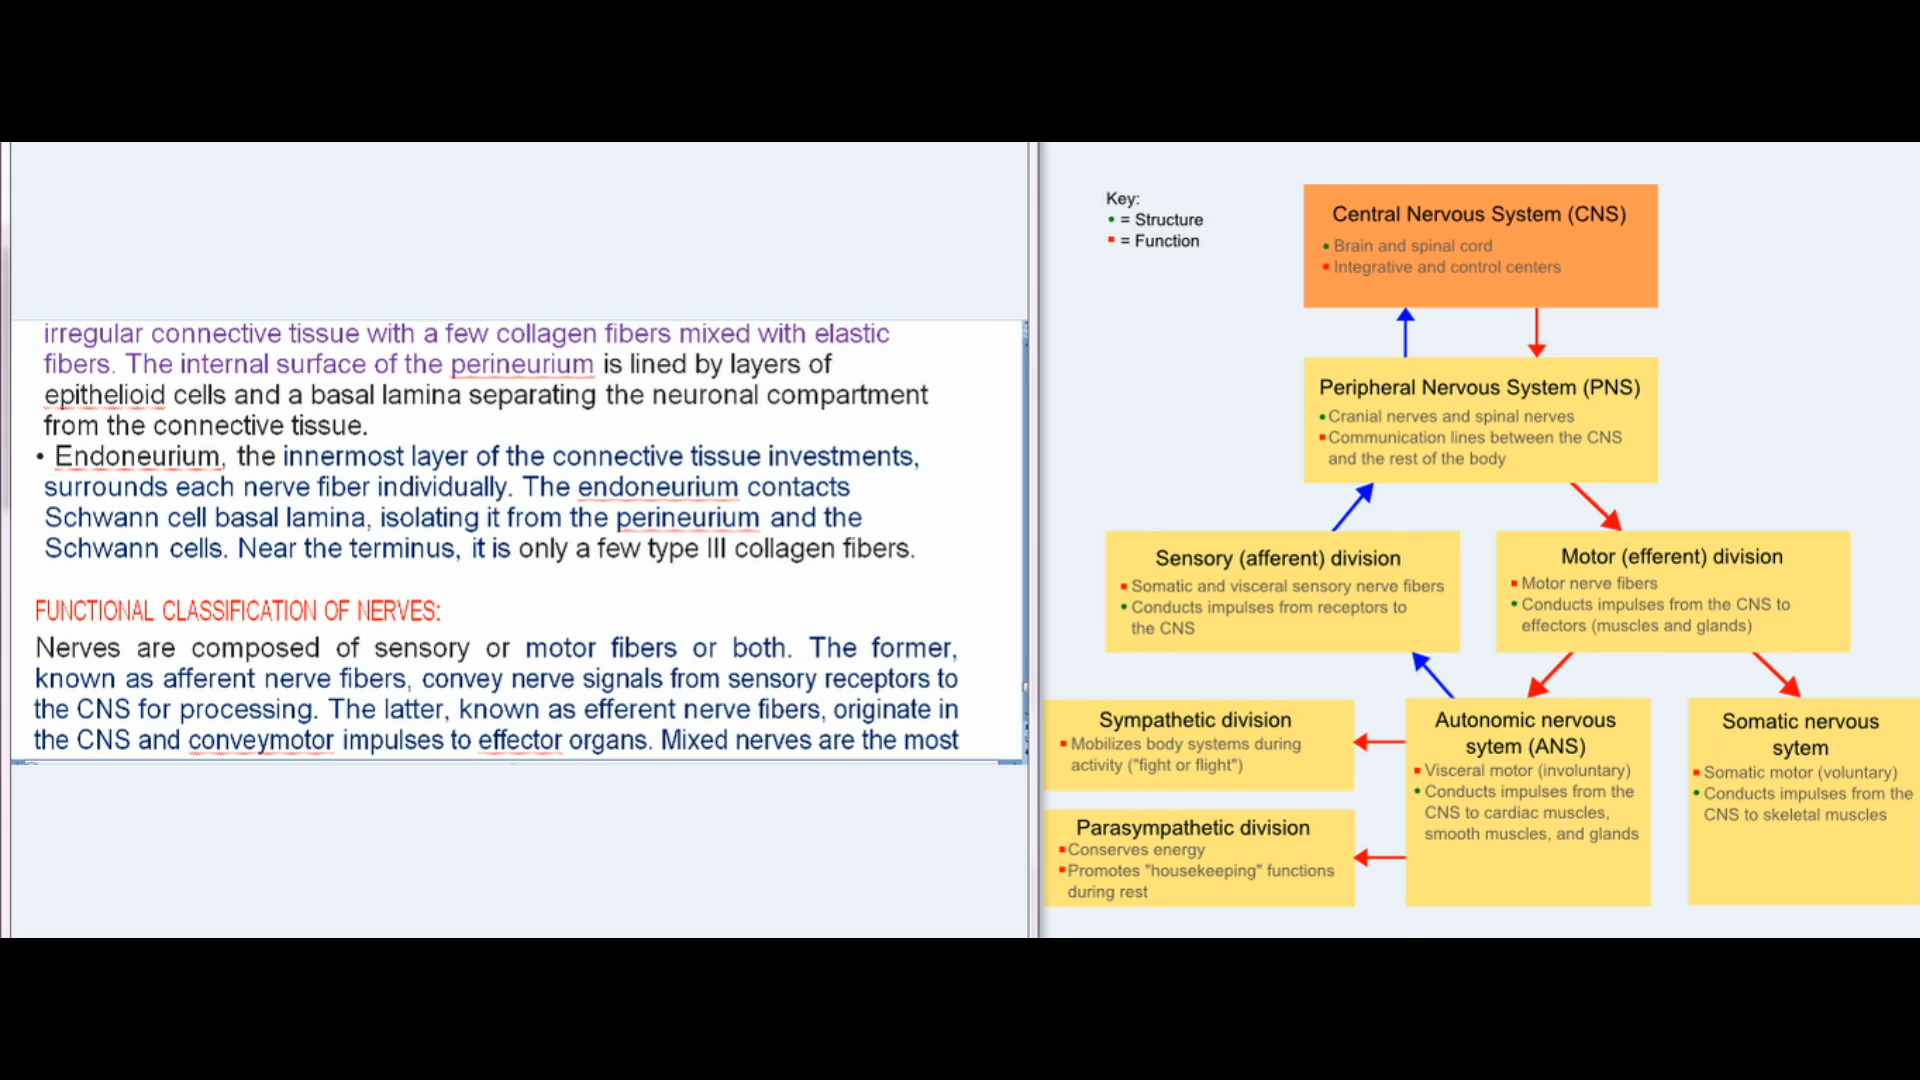 irregular connective tissue with a few collagen fibers mixed with elastic
fibers. The internal surface of the perineurium is lined by layers of
epithelioid cells and a basal lamina separating the neuronal compartment
from the connective tissue.
• Endoneurium, the innermost layer of the connective tissue investments,
surrounds each nerve fiber individually. The endoneurium contacts
Schwann cell basal lamina, isolating it from the perineurium and the
Schwann cells. Near the terminus, it is only a few type III collagen fibers.
FUNCTIONAL CLASSIFICATION OF NERVES:
Nerves are composed of sensory or motor fibers or both. The former,
known as afferent nerve fibers, convey nerve signals from sensory receptors to
the CNS for processing. The latter, known as efferent nerve fibers, originate in
the CNS and conveymotor impulses to effector organs. Mixed nerves are the most
Key:
• = Structure
▪ = Function
Central Nervous System (CNS)
• Brain and spinal cord
▪ Integrative and control centers
Peripheral Nervous System (PNS)
• Cranial nerves and spinal nerves
▪ Communication lines between the CNS
and the rest of the body
Sensory (afferent) division
▪ Somatic and visceral sensory nerve fibers
• Conducts impulses from receptors to
the CNS
Motor (efferent) division
▪ Motor nerve fibers
• Conducts impulses from the CNS to
effectors (muscles and glands)
Sympathetic division
▪ Mobilizes body systems during
activity ("fight or flight")
Parasympathetic division
▪ Conserves energy
▪ Promotes "housekeeping" functions
during rest
Autonomic nervous
sytem (ANS)
▪ Visceral motor (involuntary)
• Conducts impulses from the
CNS to cardiac muscles,
smooth muscles, and glands
Somatic nervous
sytem
▪ Somatic motor (voluntary)
• Conducts impulses from the
CNS to skeletal muscles